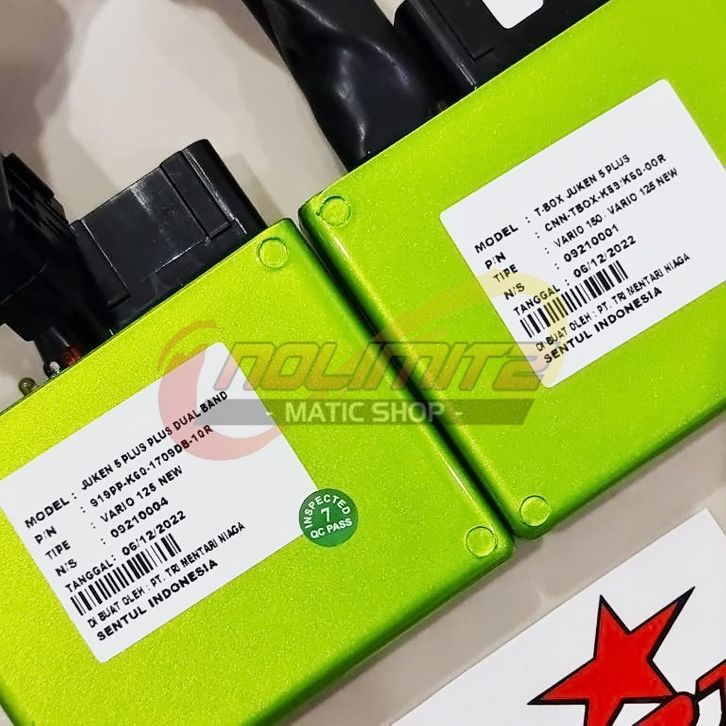 MODEL : JUKEN 5 PLUS PLUS DUAL BAND
P/N : 919PP-K60-1709DB-10R
TIPE : VARIO 125 NEW
N/S : 09210004
TANGGAL : 06/12/2022
DI BUAT OLEH : PT. TRI MENTARI NIAGA
SENTUL INDONESIA
INSPECTED
7
QC PASS
MODEL : T-BOX JUKEN 5 PLUS
P/N : CNN-TBOX-K59/K60-00R
TIPE : VARIO 150, VARIO 125 NEW
N/S : 09210001
TANGGAL : 06/12/2022
DI BUAT OLEH : PT. TRI MENTARI NIAGA
SENTUL INDONESIA
NOLIMITZ
- MATIC SHOP -